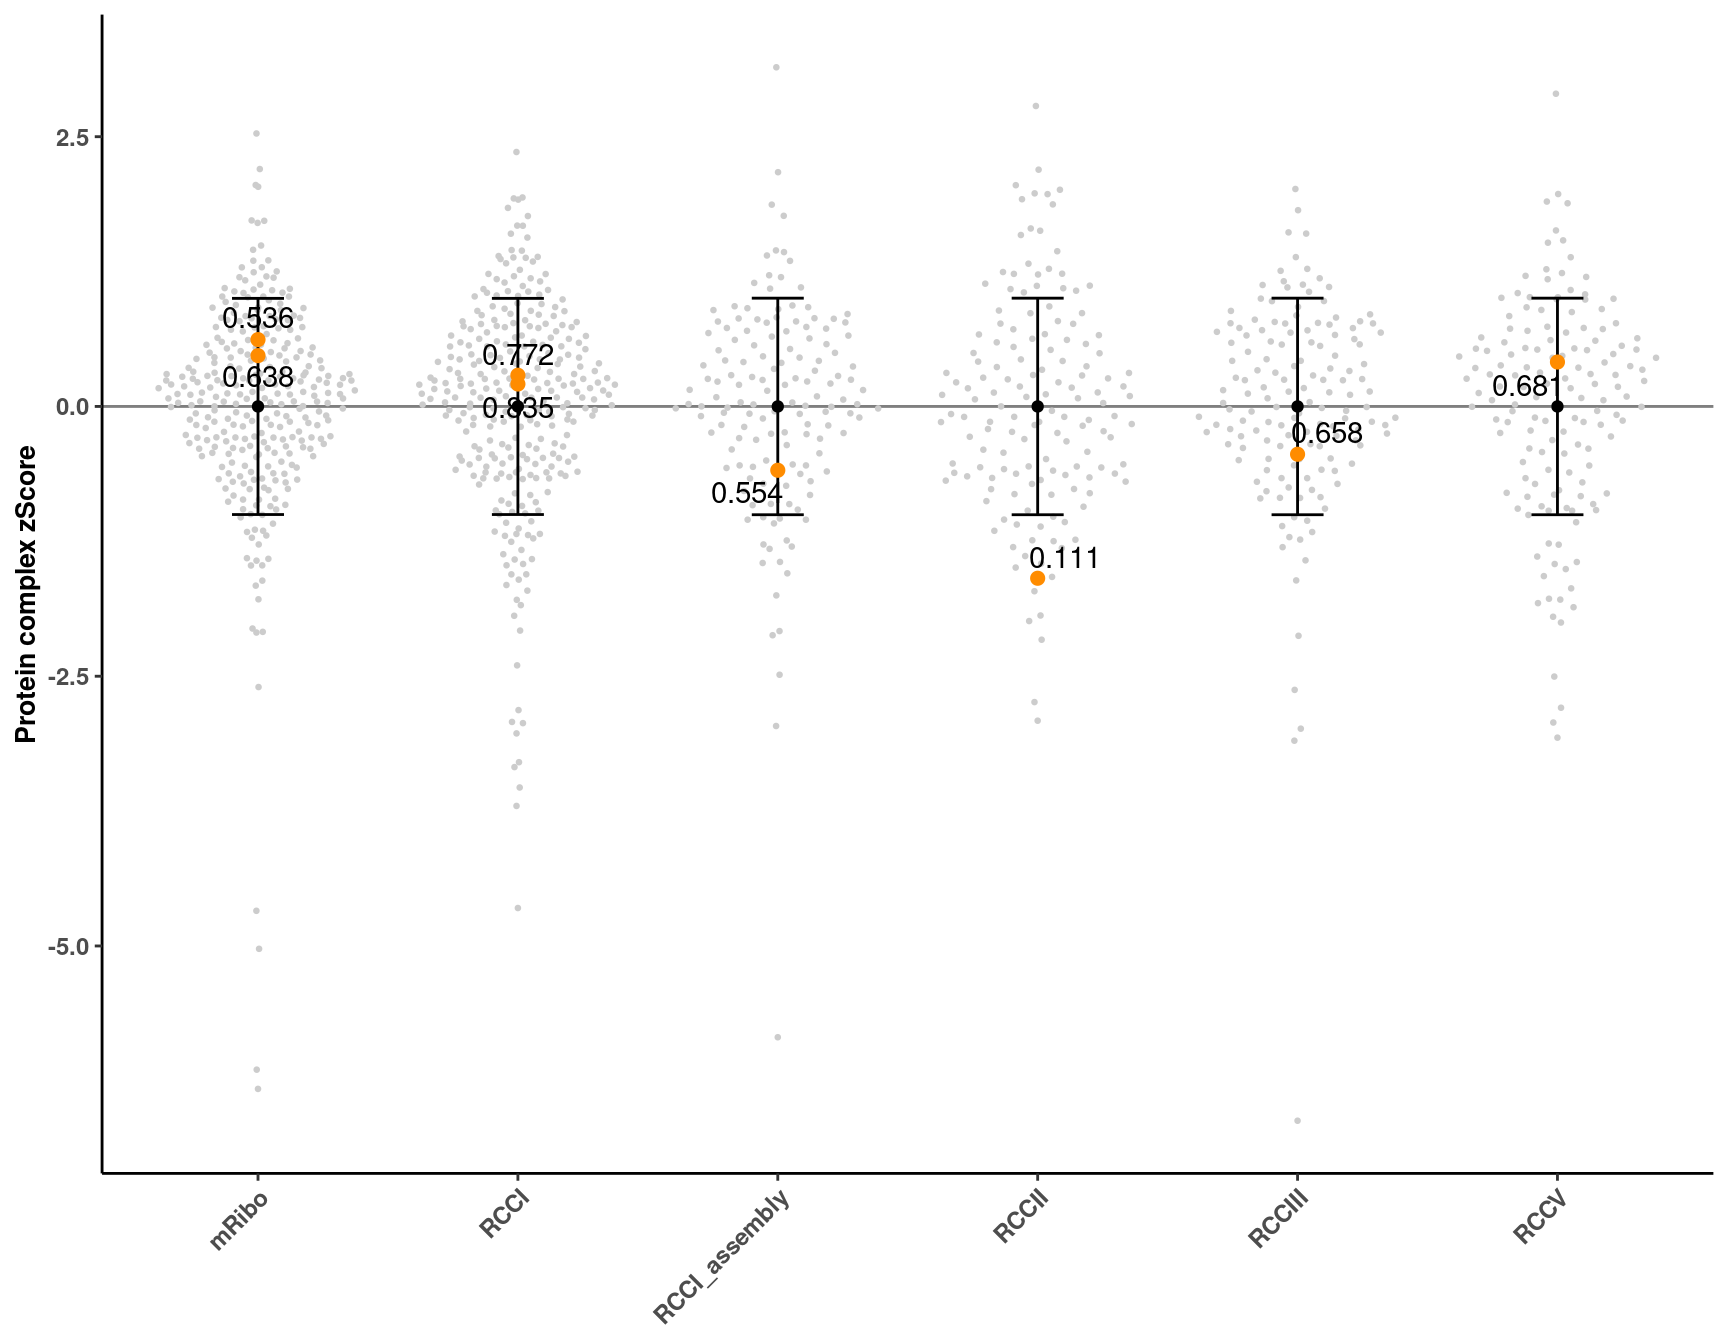 Protein complex zScore
2.5
0.0
-2.5
-5.0
0.536
0.638
0.772
0.835
0.554
0.111
0.658
0.681
mRibo
RCCI
RCCI_assembly
RCCII
RCCIII
RCCV